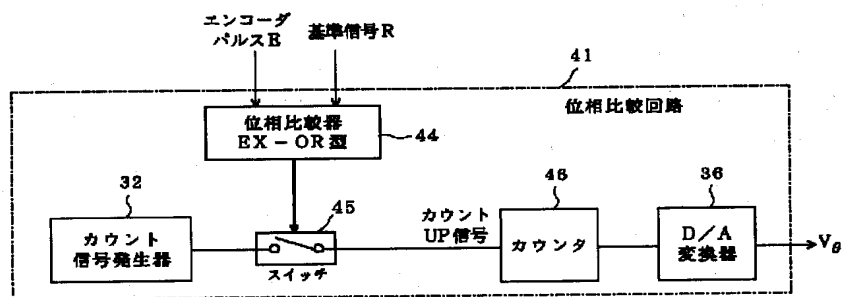 エンコーダ
パルスE
基準信号R
41
位相比較回路
位相比較器
EX-OR型
44
32
カウント
信号発生器
45
スイッチ
カウント
UP信号
46
カウンタ
36
D/A
変換器
Vθ